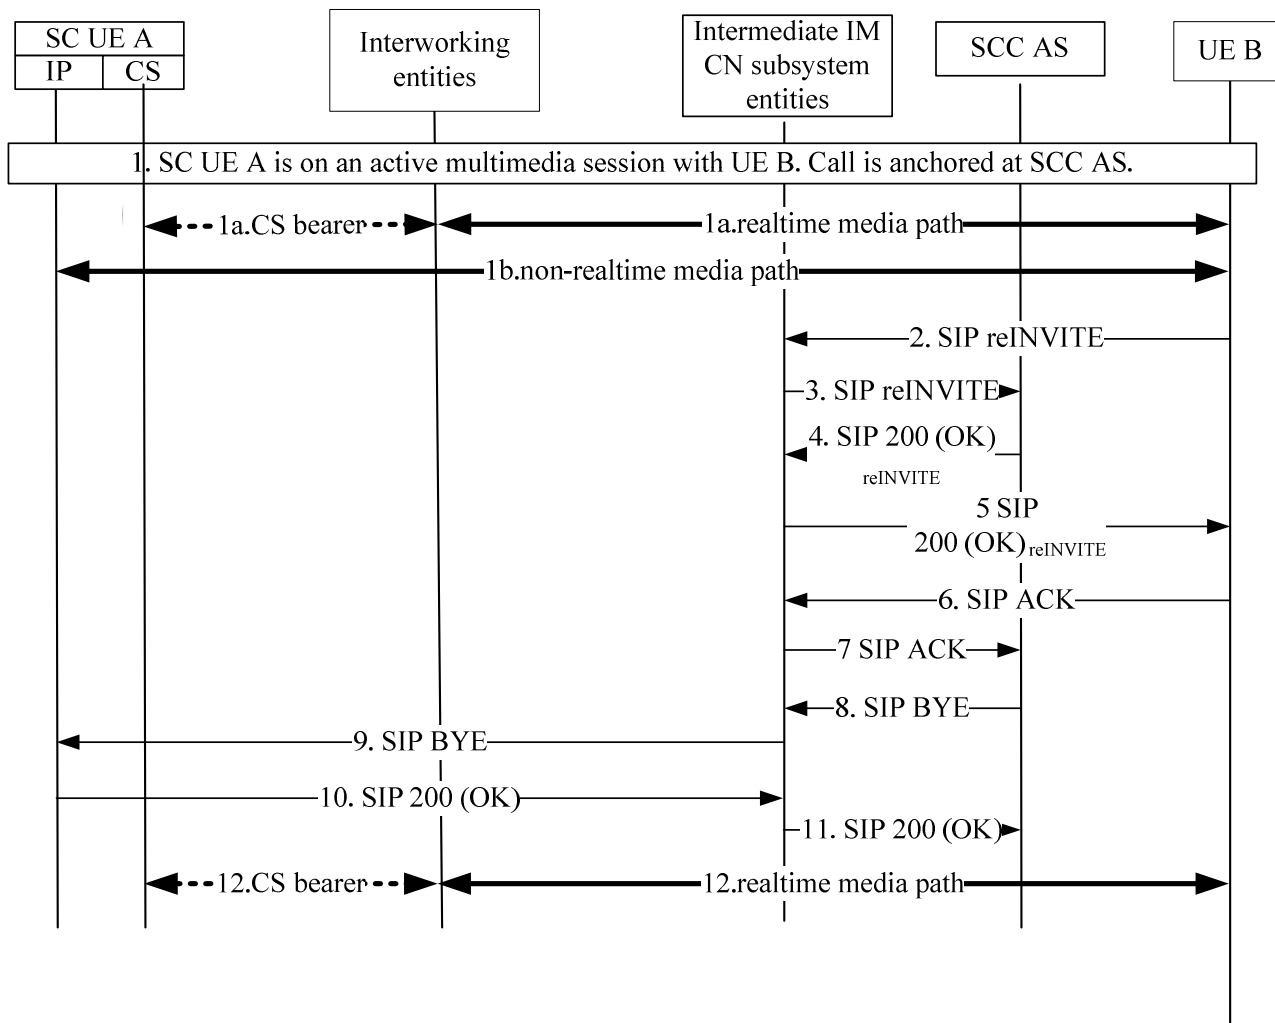 SC UE A
IP
CS
Interworking
entities
Intermediate IM
CN subsystem
entities
SCC AS
UE B
1. SC UE A is on an active multimedia session with UE B. Call is anchored at SCC AS.
1a.CS bearer
1a.realtime media path
1b.non-realtime media path
2. SIP reINVITE
3. SIP reINVITE
4. SIP 200 (OK)
reINVITE
5 SIP
200 (OK) reINVITE
6. SIP ACK
7 SIP ACK
8. SIP BYE
9. SIP BYE
10. SIP 200 (OK)
11. SIP 200 (OK)
12.CS bearer
12.realtime media path